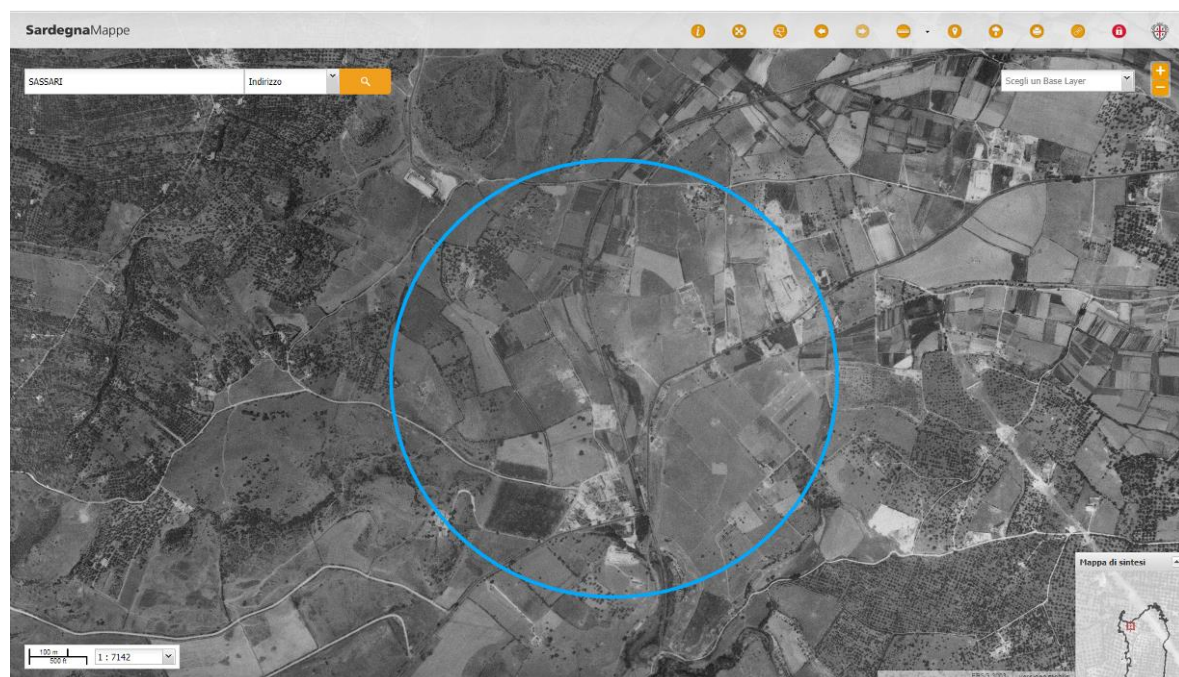 SardegnaMappe
SASSARI
Indirizzo
Scegli un Base Layer
Mappa di sintesi
100 m
500 ft
1 : 7142